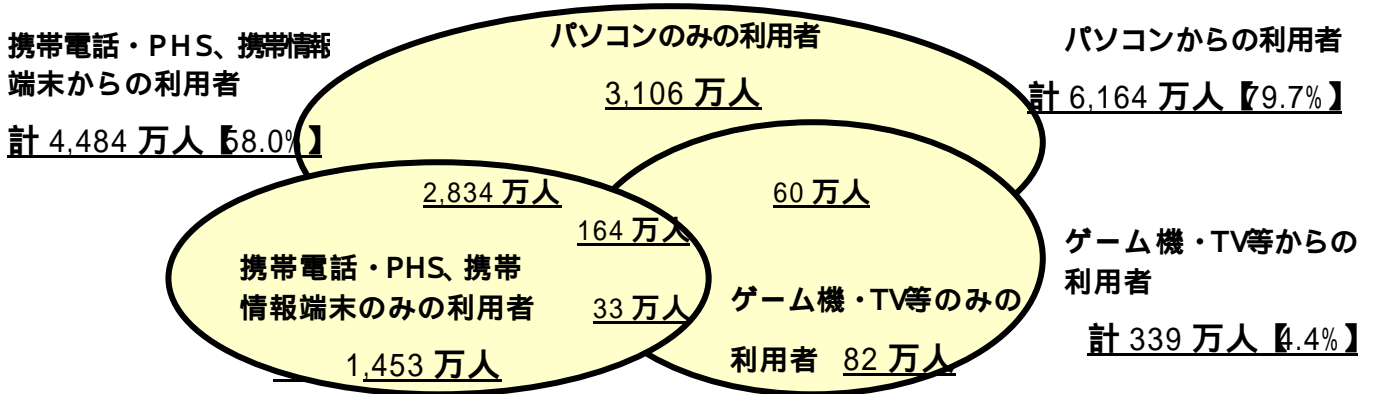 パソコンのみの利用者
3,106 万人
携帯電話・PHS、携帯情報
端末からの利用者
計 4,484 万人【58.0%】
パソコンからの利用者
計 6,164 万人【79.7%】
2,834 万人
60 万人
164 万人
携帯電話・PHS、携帯
情報端末のみの利用者
33 万人
1,453 万人
ゲーム機・TV等のみの
利用者 82 万人
ゲーム機・TV等からの
利用者
計 339 万人【4.4%】